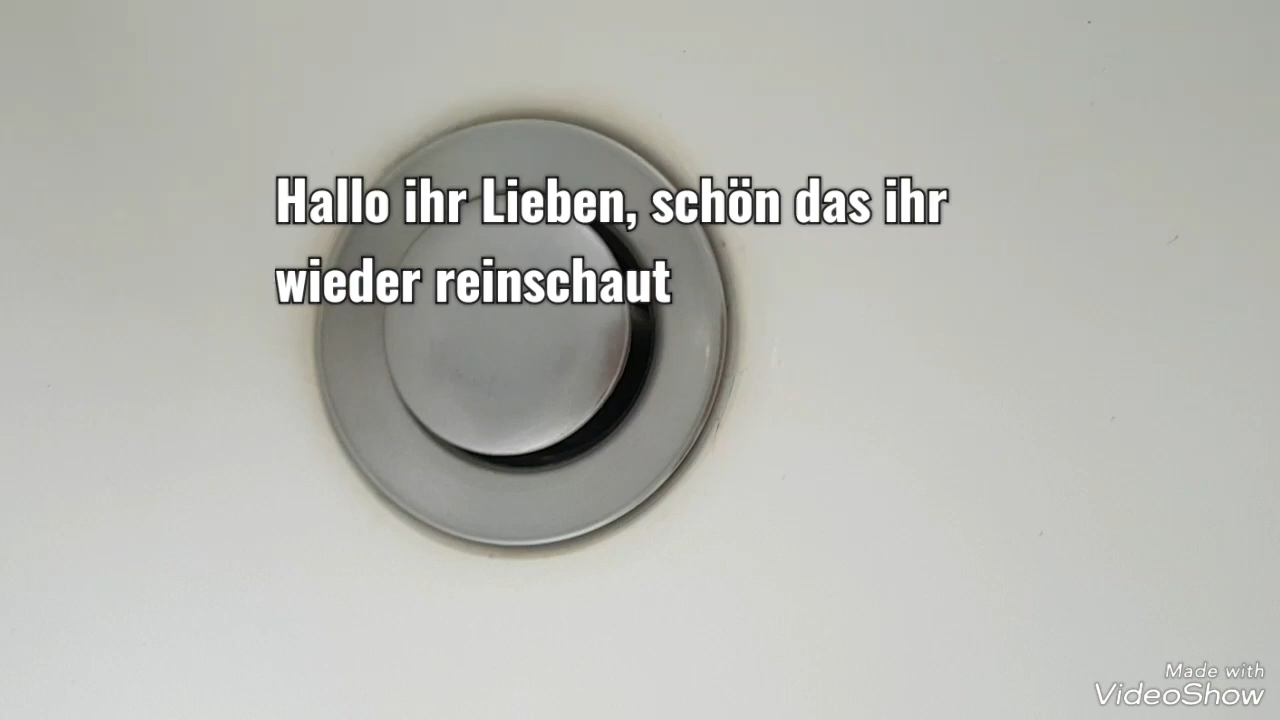 Hallo ihr Lieben, schön das ihr
wieder reinschaut
Made with
VideoShow